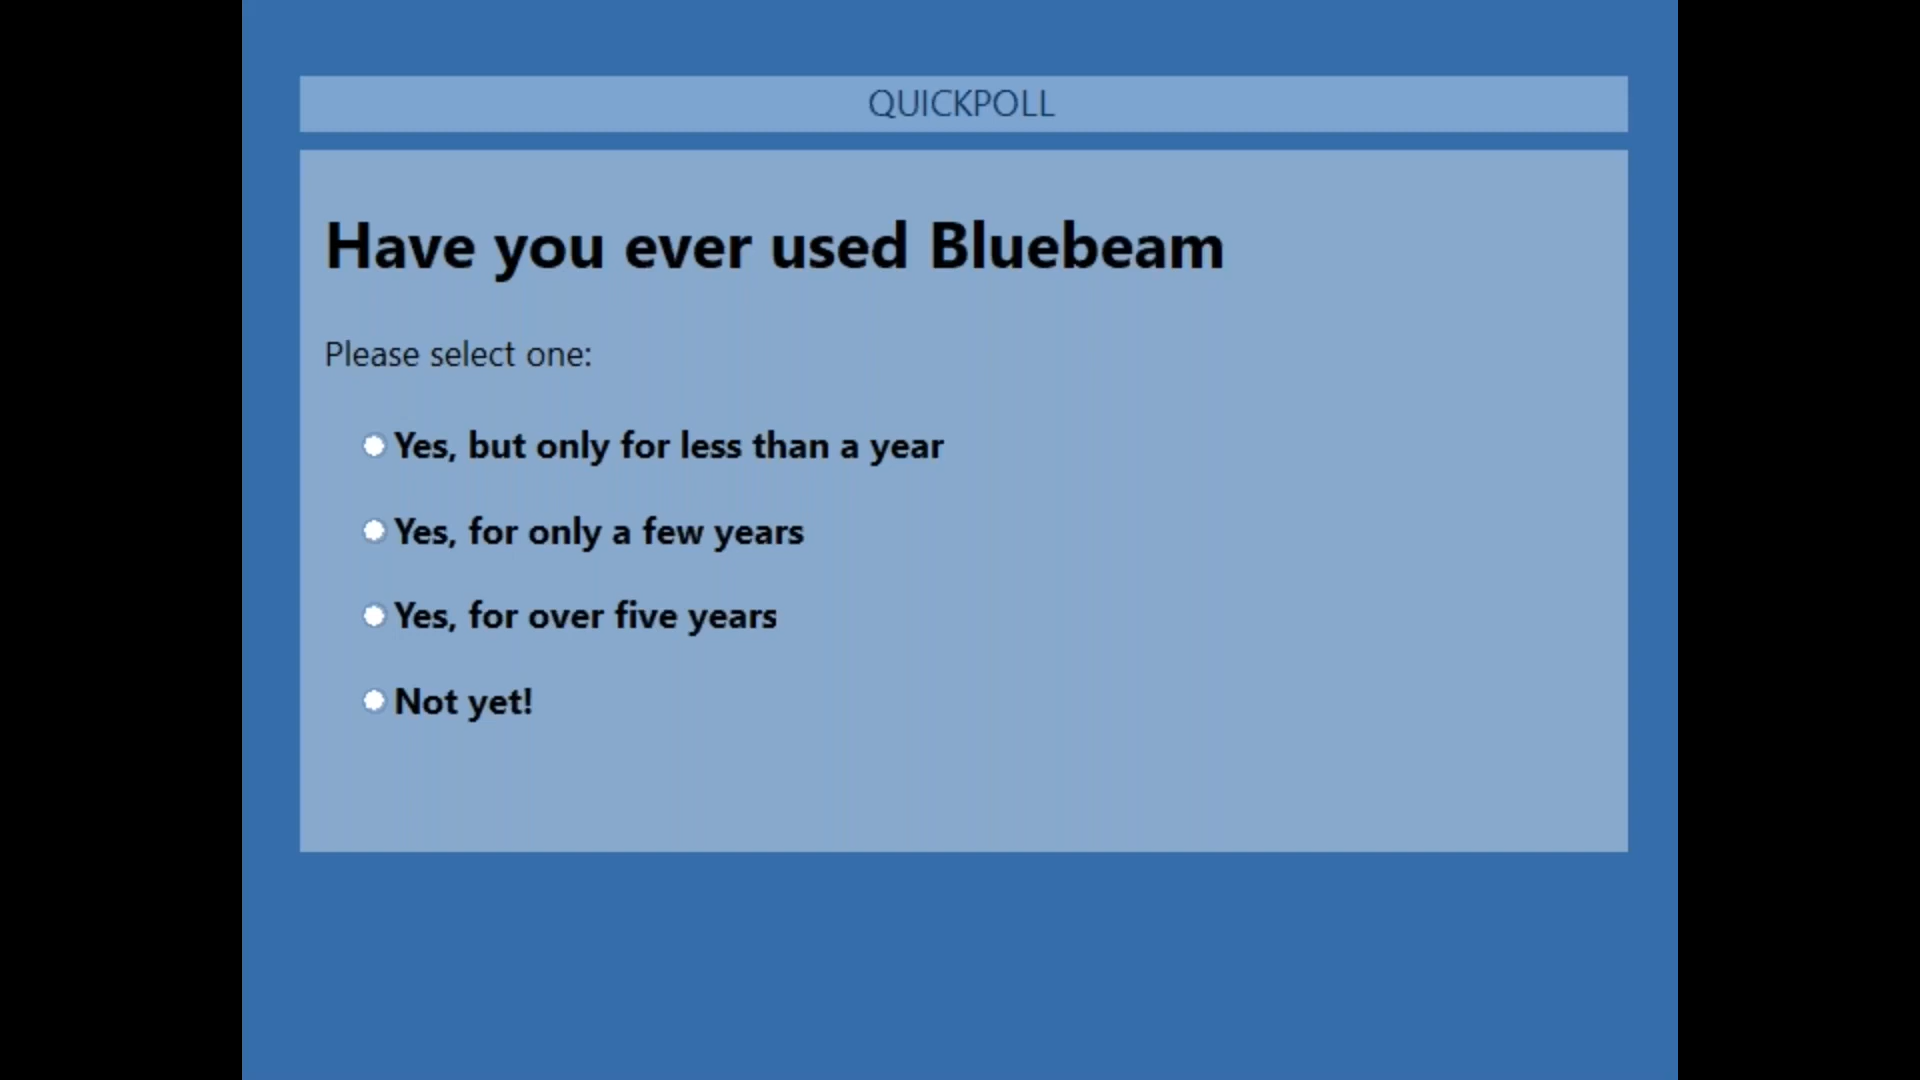 QUICKPOLL
Have you ever used Bluebeam
Please select one:
Yes, but only for less than a year
Yes, for only a few years
Yes, for over five years
Not yet!